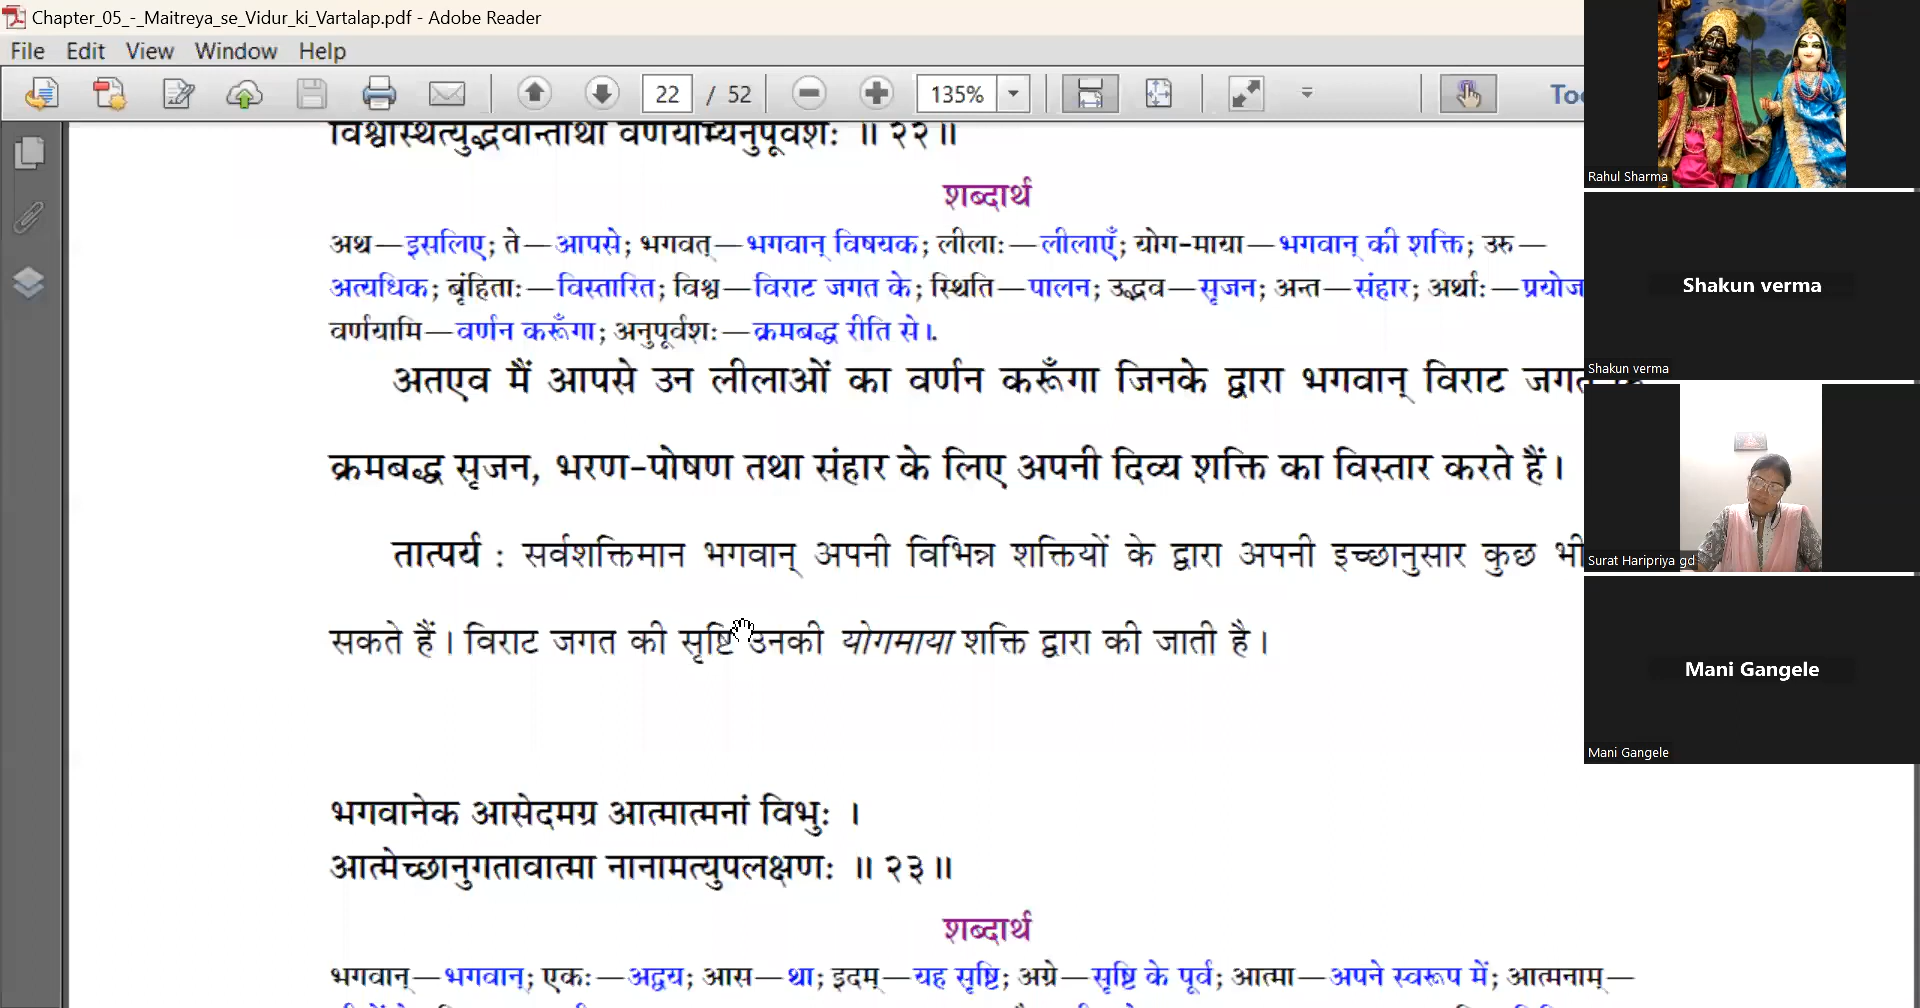 Chapter_05_-_Maitreya_se_Vidur_ki_Vartalap.pdf - Adobe Reader
File Edit View Window Help
22 / 52 135%
विश्वस्थित्युद्भवान्तार्था वर्णयाम्यनुपूर्वशः ॥ २२॥
शब्दार्थ
अथ—इसलिए; ते—आपसे; भगवत्—भगवान् विषयक; लीलाः—लीलाएँ; योग-माया—भगवान् की शक्ति; उरु—
अत्यधिक; बृंहिताः—विस्तारित; विश्व—विराट जगत के; स्थिति—पालन; उद्भव—सृजन; अन्त—संहार; अर्थाः—
वर्णयामि—वर्णन करूँगा; अनुपूर्वशः—क्रमबद्ध रीति से।.
अतएव मैं आपसे उन लीलाओं का वर्णन करूँगा जिनके द्वारा भगवान् विराट
क्रमबद्ध सृजन, भरण-पोषण तथा संहार के लिए अपनी दिव्य शक्ति का विस्तार करते हैं।
तात्पर्य : सर्वशक्तिमान भगवान् अपनी विभिन्न शक्तियों के द्वारा अपनी इच्छानुसार कुछ भी
सकते हैं। विराट जगत की सृष्टि उनकी योगमाया शक्ति द्वारा की जाती है।
भगवानेक आसेदमग्र आत्मात्मनां विभुः ।
आत्मेच्छानुगतावात्मा नानामत्युपलक्षणः ॥ २३॥
शब्दार्थ
भगवान्—भगवान्; एकः—अद्वय; आस—था; इदम्—यह सृष्टि; अग्रे—सृष्टि के पूर्व; आत्मा—अपने स्वरूप में; आत्मनाम्—
Rahul Sharma
Shakun verma
Shakun verma
Surat Haripriya gd
Mani Gangele
Mani Gangele